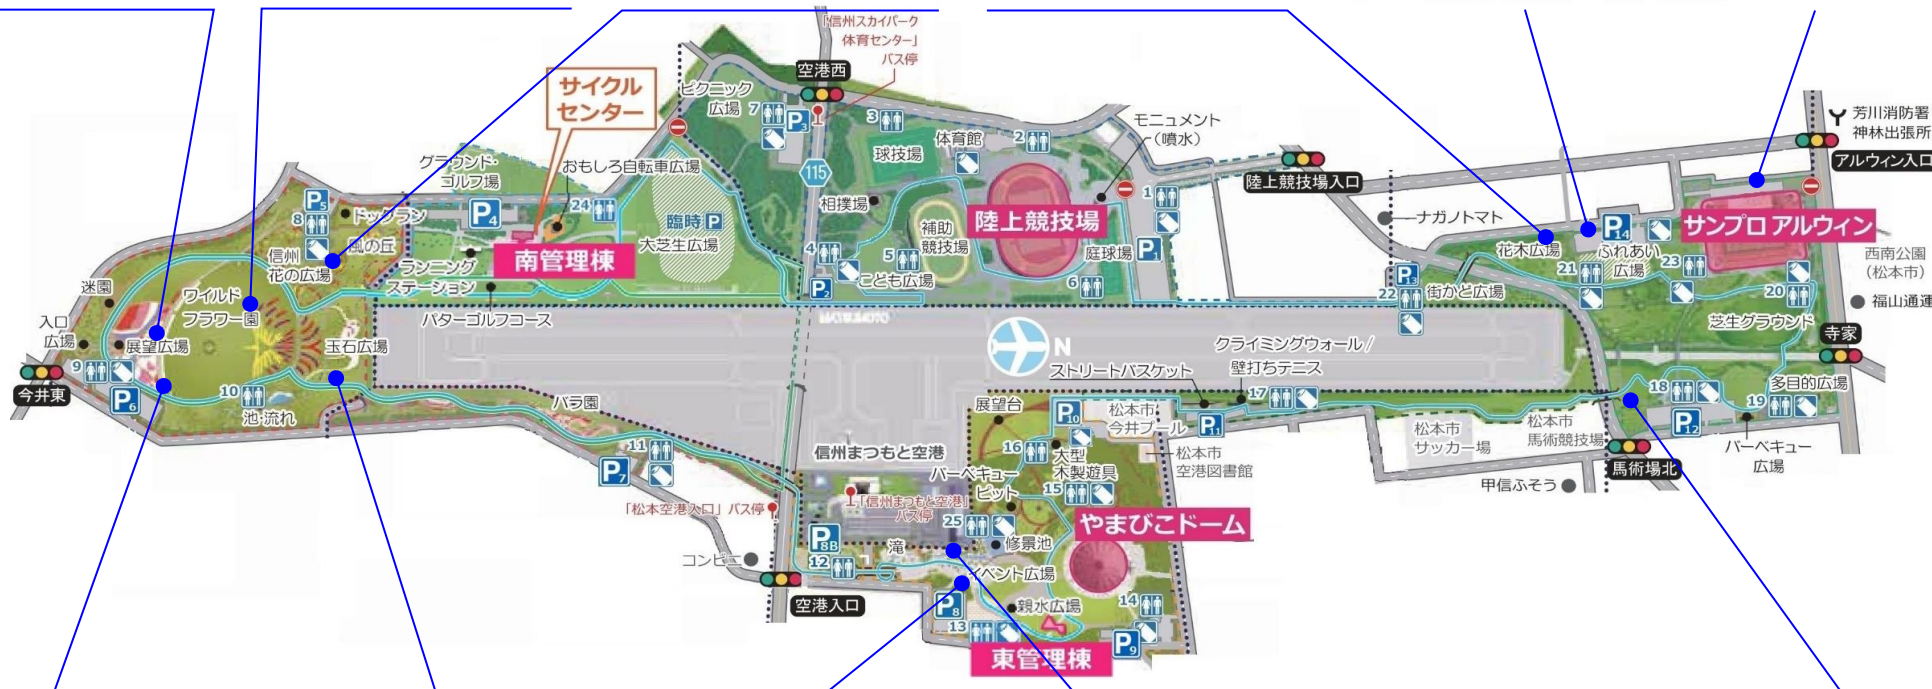 「信州スカイパーク
体育センター」
バス停
空港西
サイクル
センター
ピクニック
広場
7
P3
3
球技場
体育館
2
モニュメント
(噴水)
芳川消防署
神林出張所
アルウィン入口
陸上競技場入口
グラウンド・
ゴルフ場
おもしろ自転車広場
115
1
P5
8
ドッグラン
P4
24
臨時 P
大芝生広場
相撲場
補助
競技場
陸上競技場
庭球場
P1
ナガノトマト
花木広場
P14
ふれあい
広場
サンプロ アルウィン
西南公園
(松本市)
風の丘
信州
花の広場
ランニング
ステーション
南管理棟
4
5
こども広場
6
P2
P13
22
街かど広場
21
23
20
福山通運
迷園
ワイルド
フラワー園
パターゴルフコース
MATSUMOTO
芝生グラウンド
寺家
入口
広場
展望広場
玉石広場
N
クライミングウォール/
壁打ちテニス
ストリートバスケット
今井東
9
P6
10
池・流れ
バラ園
展望台
P10
松本市
今井プール
P11
17
18
19
多目的広場
P12
バーベキュー
広場
松本市
サッカー場
松本市
馬術競技場
馬術場北
11
P7
信州まつもと空港
16
大型
木製遊具
松本市
空港図書館
バーベキュー
ピット
15
甲信ふそう
「松本空港入口」バス停
「信州まつもと空港」
バス停
25
やまびこドーム
P8B
滝
修景池
コンビニ
12
イベント広場
空港入口
P8
親水広場
14
13
P9
東管理棟